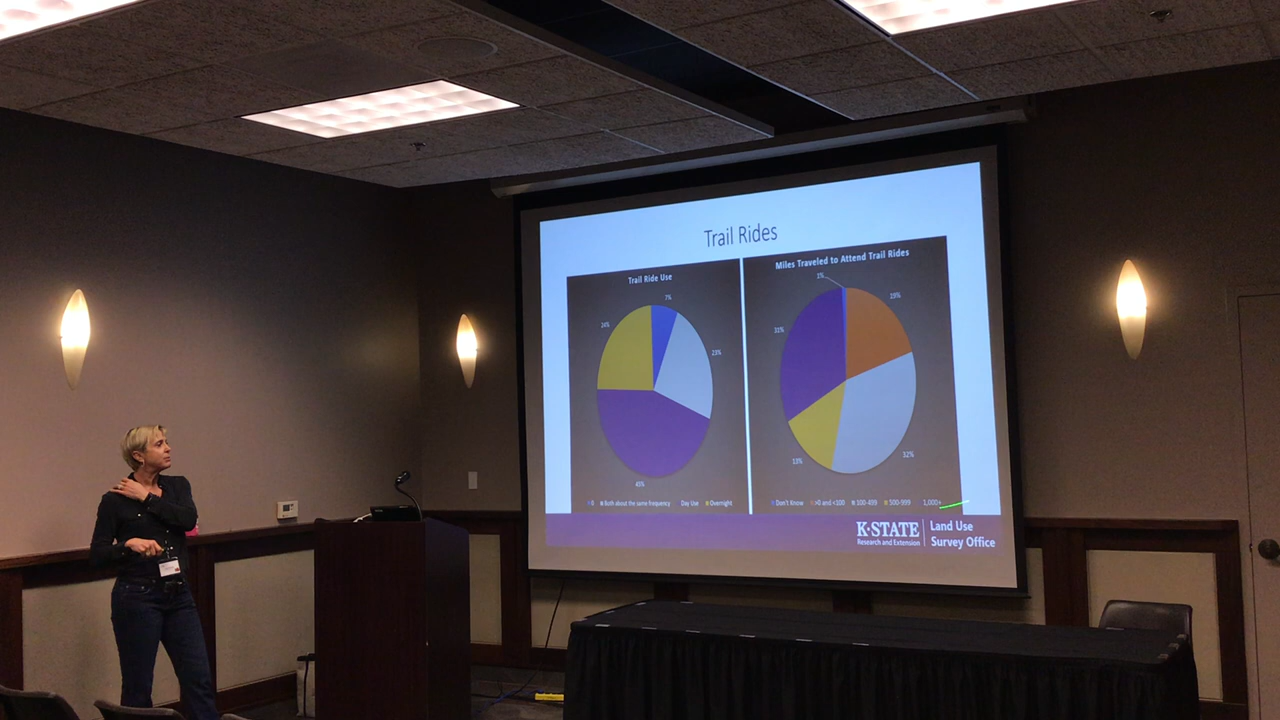 Trail Rides
Trail Ride Use
7%
24%
23%
Both about the same frequency
Day Use
Overnight
Miles Traveled to Attend Trail Rides
1%
19%
31%
32%
13%
Don't Know
>0 and <100
100-499
500-999
1,000+
K-STATE
Research and Extension
Land Use
Survey Office